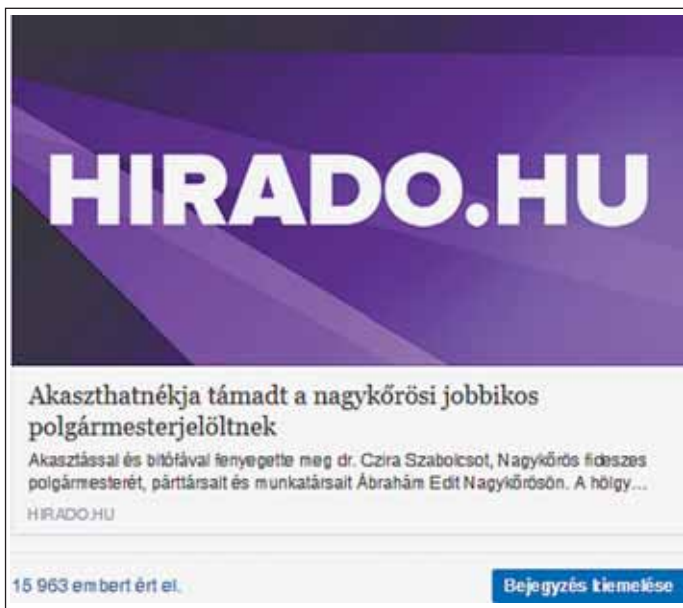 HIRADO.HU
Akaszthatnékja támadt a nagykőrösi jobbikos
polgármesterjelöltnek
Akasztással és bitófával fenyegette meg dr. Czira Szabolcsot, Nagykőrös fideszes
polgármesterét, párttársait és munkatársait Ábrahám Edit Nagykőrösön. A hölgy...
HIRADO.HU
15 963 embert ért el.
Bejegyzés kiemelése